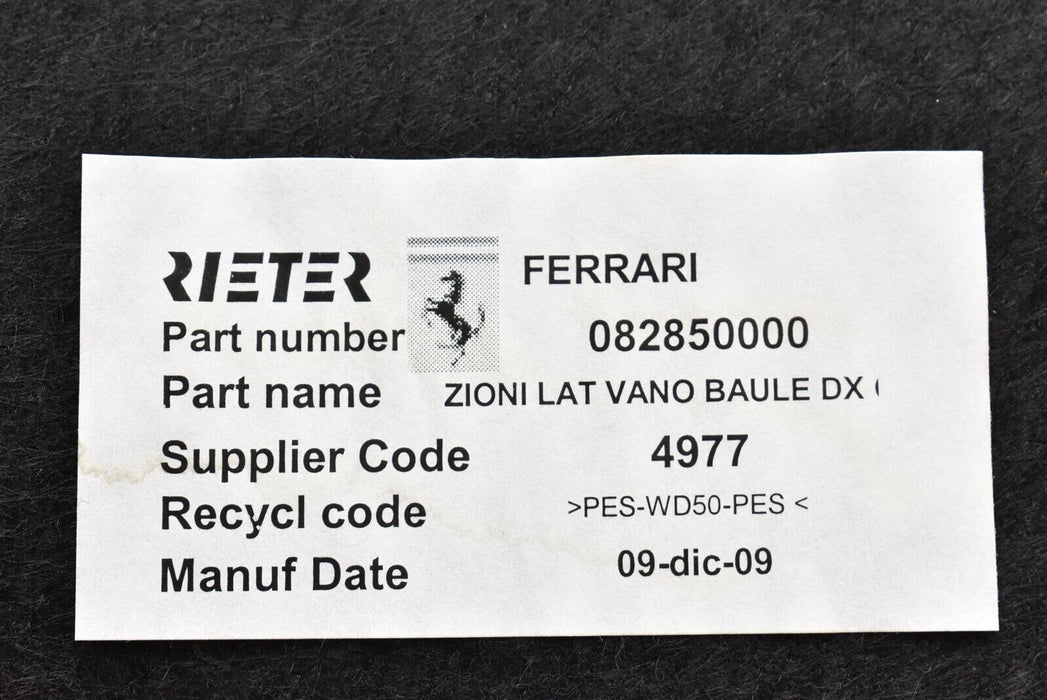 RIETER FERRARI
Part number 082850000
Part name ZIONI LAT VANO BAULE DX
Supplier Code 4977
Recycl code >PES-WD50-PES <
Manuf Date 09-dic-09